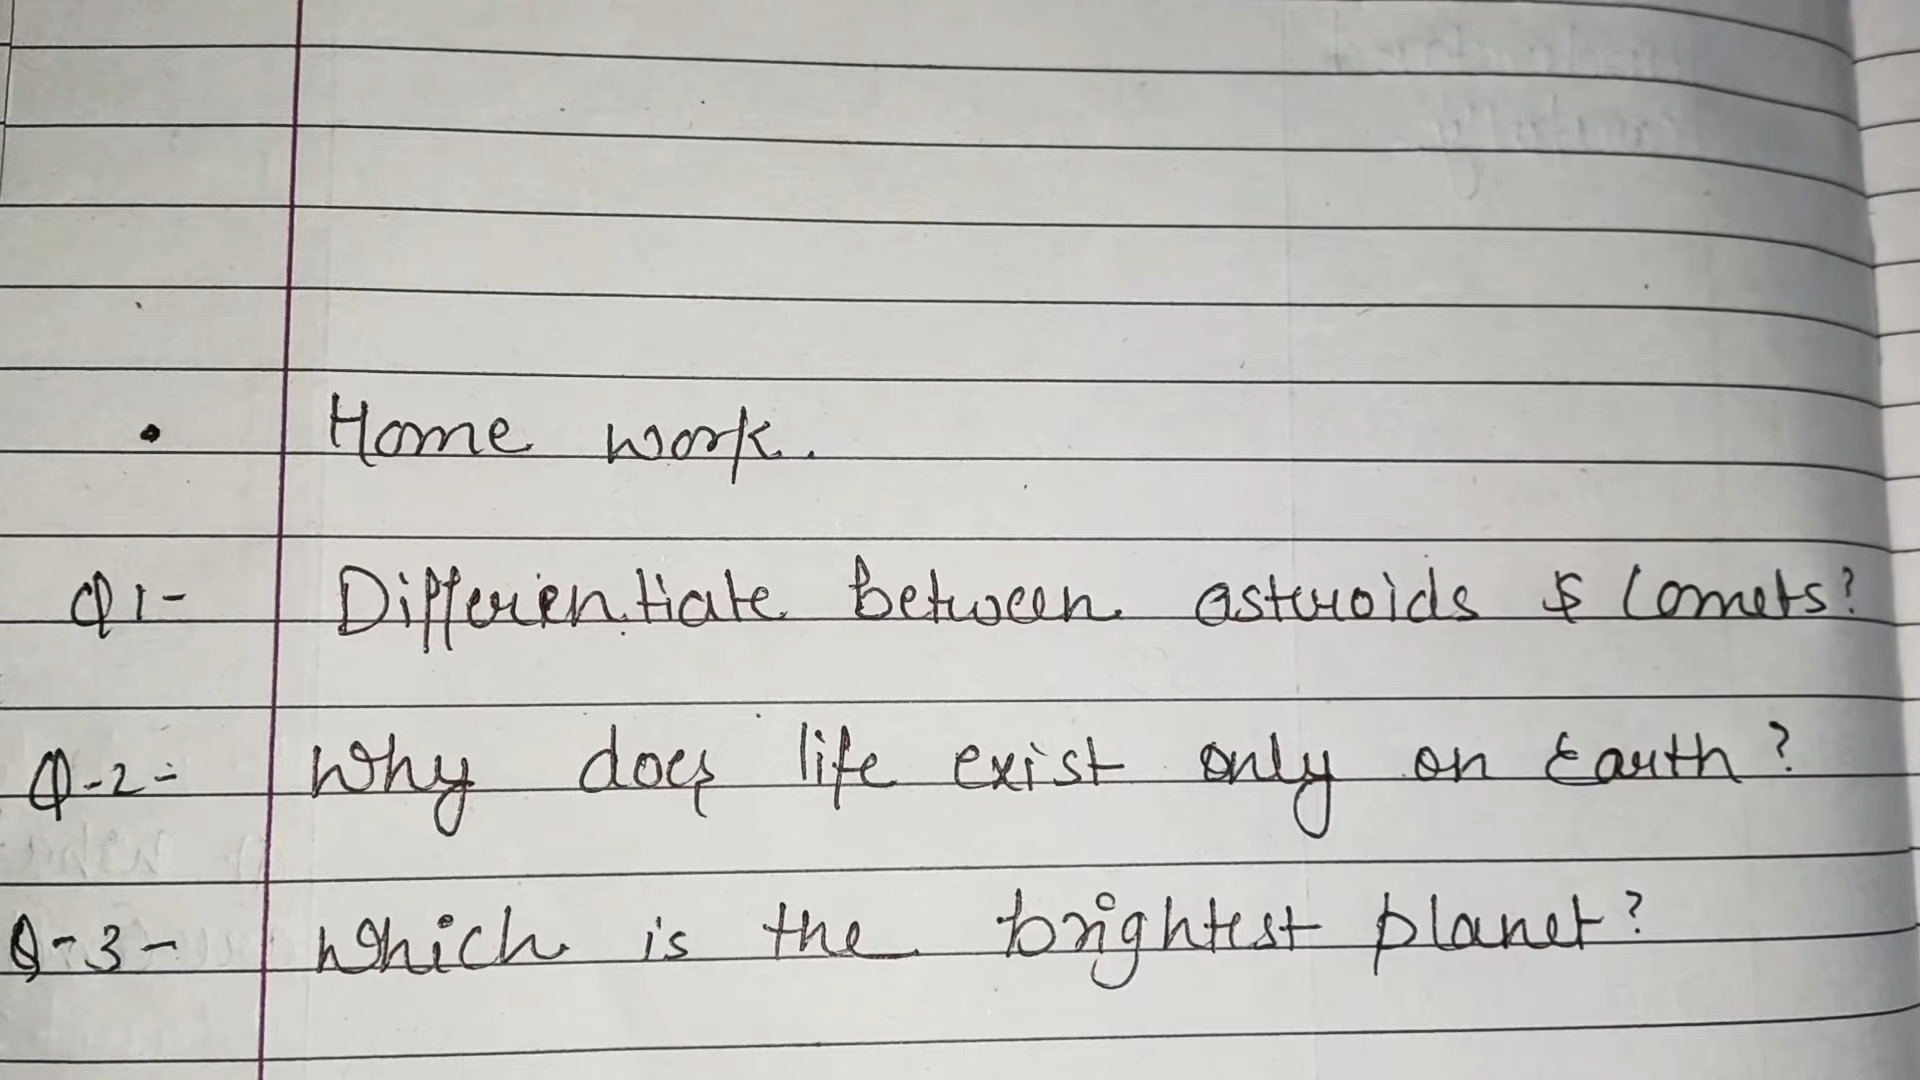 • Home work.
Q1- Differientiate between asteroids & Comets?
Q-2- Why does life exist only on Earth?
Q-3- Which is the brightest planet?